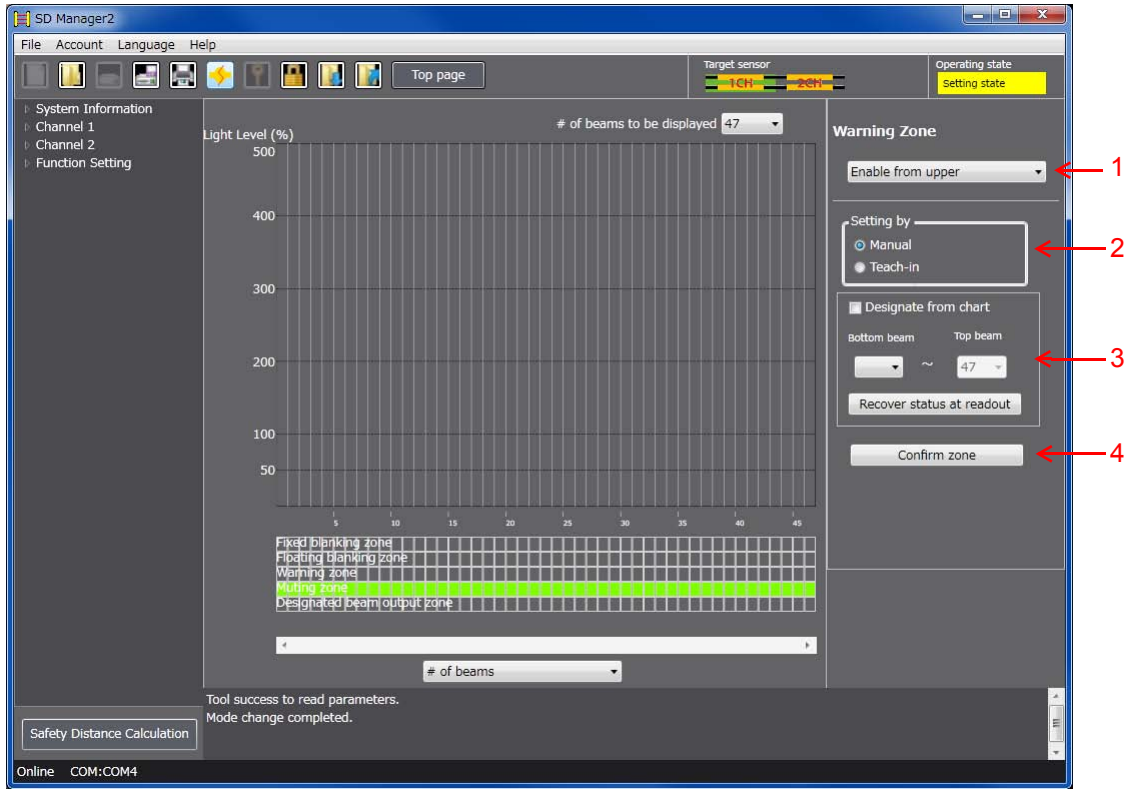 SD Manager2
File Account Language Help
Top page
Target sensor
1CH 2CH
Operating state
Setting state
System Information
Channel 1
Channel 2
Function Setting
# of beams to be displayed 47
Light Level (%)
500
400
300
200
100
50
5 10 15 20 25 30 35 40 45
Fixed blanking zone
Floating blanking zone
Warning zone
Muting zone
Designated beam output zone
# of beams
Warning Zone
Enable from upper
1
Setting by
Manual
Teach-in
2
Designate from chart
Bottom beam Top beam
~ 47
3
Recover status at readout
Confirm zone
4
Tool success to read parameters.
Mode change completed.
Safety Distance Calculation
Online COM:COM4